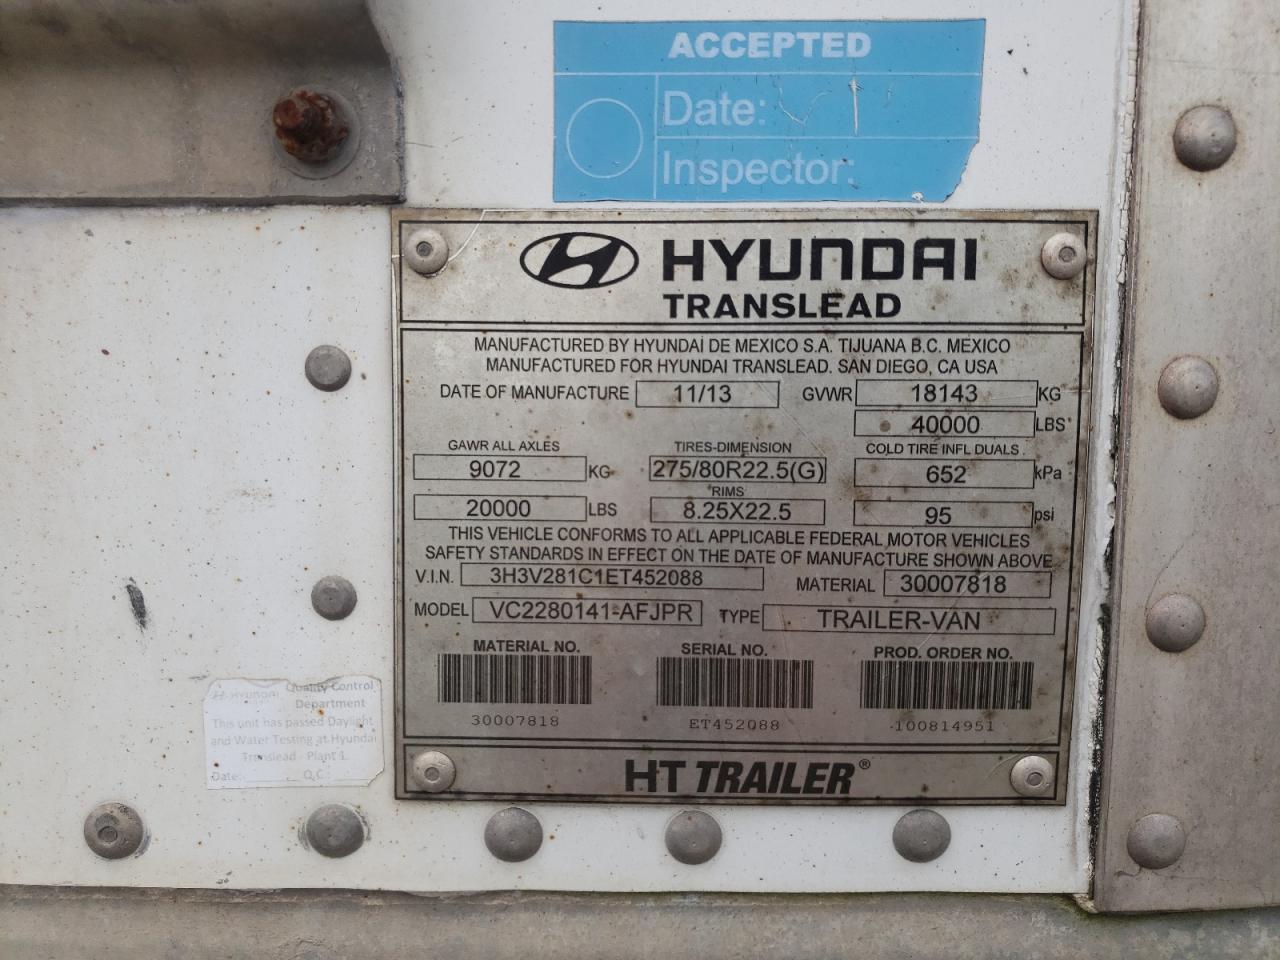 ACCEPTED
Date:
Inspector:
HYUNDAI
TRANSLEAD
MANUFACTURED BY HYUNDAI DE MEXICO S.A. TIJUANA B.C. MEXICO
MANUFACTURED FOR HYUNDAI TRANSLEAD. SAN DIEGO, CA USA
DATE OF MANUFACTURE 11/13 GVWR 18143 KG
40000 LBS
GAWR ALL AXLES TIRES-DIMENSION COLD TIRE INFL DUALS
9072 KG 275/80R22.5(G) 652 kPa
RIMS
20000 LBS 8.25X22.5 95 psi
THIS VEHICLE CONFORMS TO ALL APPLICABLE FEDERAL MOTOR VEHICLES
SAFETY STANDARDS IN EFFECT ON THE DATE OF MANUFACTURE SHOWN ABOVE
V.I.N. 3H3V281C1ET452088 MATERIAL 30007818
MODEL VC2280141-AFJPR TYPE TRAILER-VAN
MATERIAL NO. SERIAL NO. PROD. ORDER NO.
30007818 ET452088 100814951
HT TRAILER®
HYUNDAI Quality Control
Department
This unit has passed Daylight
and Water Testing at Hyundai
Translead - Plant 1.
Date: Q.C: